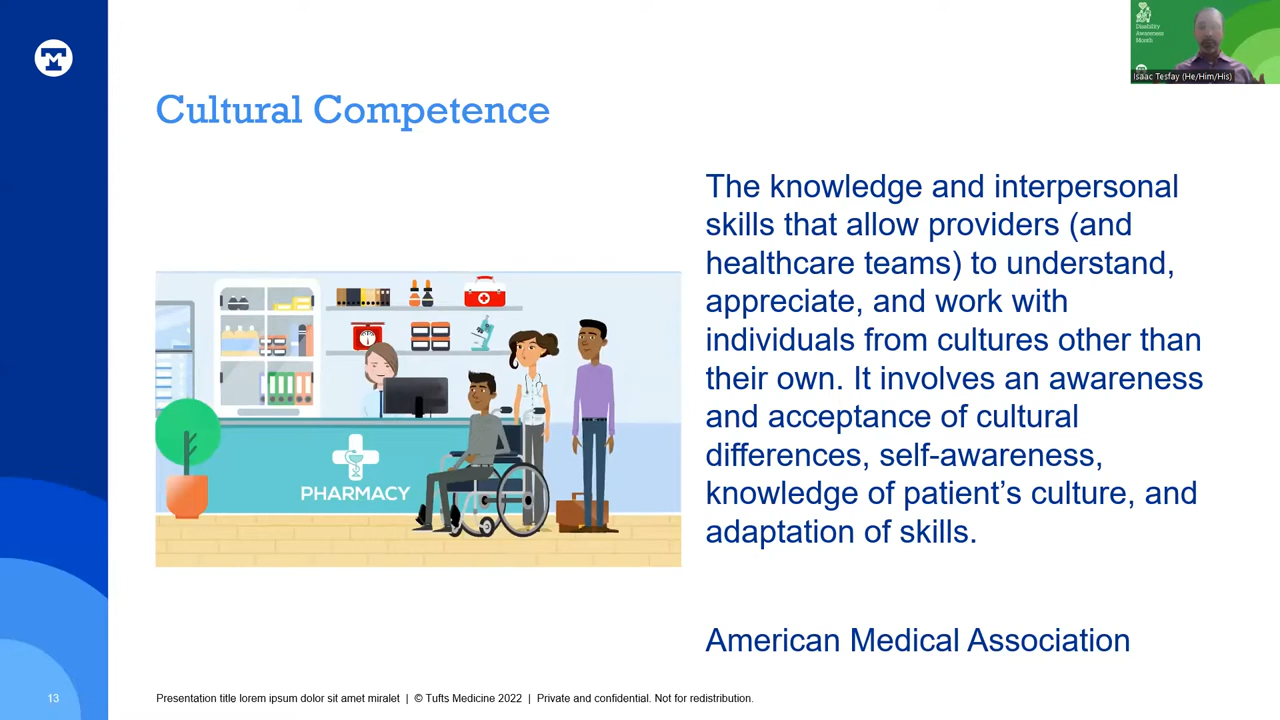 Disability
Awareness
Month
Isaac Tesfay (He/Him/His)
Cultural Competence
The knowledge and interpersonal
skills that allow providers (and
healthcare teams) to understand,
appreciate, and work with
individuals from cultures other than
their own. It involves an awareness
and acceptance of cultural
differences, self-awareness,
knowledge of patient’s culture, and
adaptation of skills.
PHARMACY
American Medical Association
13
Presentation title lorem ipsum dolor sit amet miralet | © Tufts Medicine 2022 | Private and confidential. Not for redistribution.